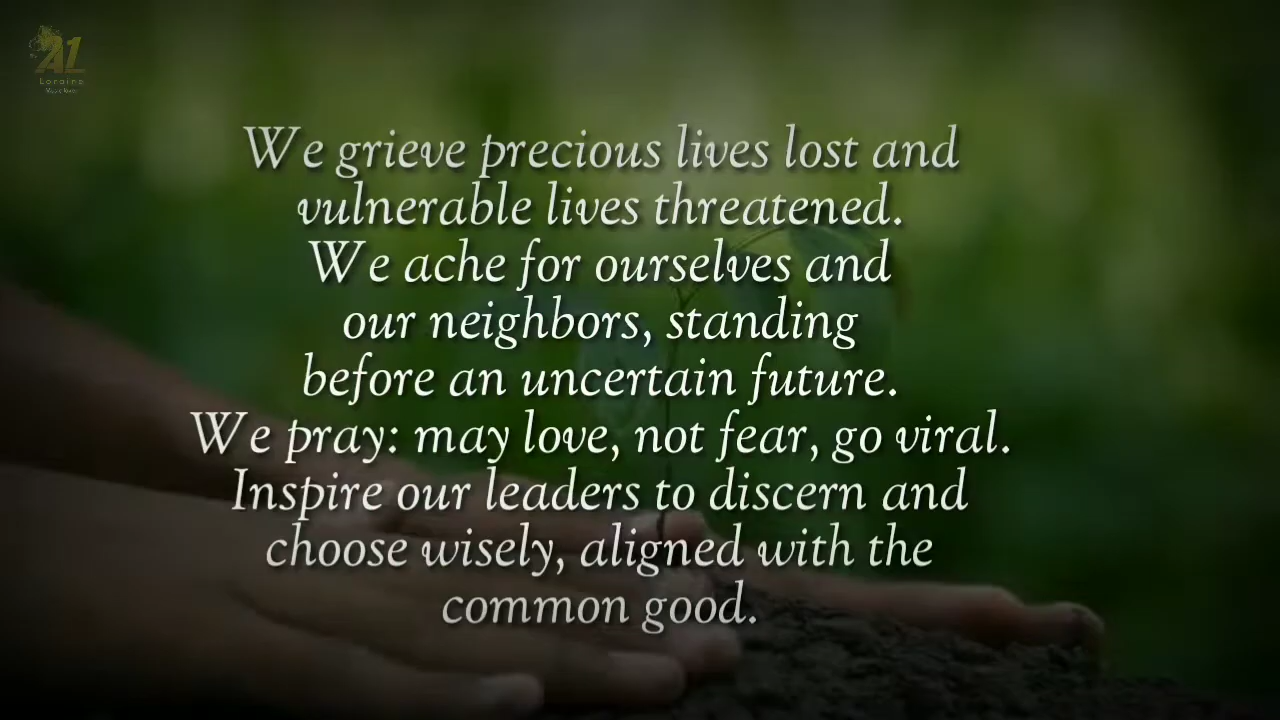 A1
Loraine
We grieve precious lives lost and
vulnerable lives threatened.
We ache for ourselves and
our neighbors, standing
before an uncertain future.
We pray: may love, not fear, go viral.
Inspire our leaders to discern and
choose wisely, aligned with the
common good.